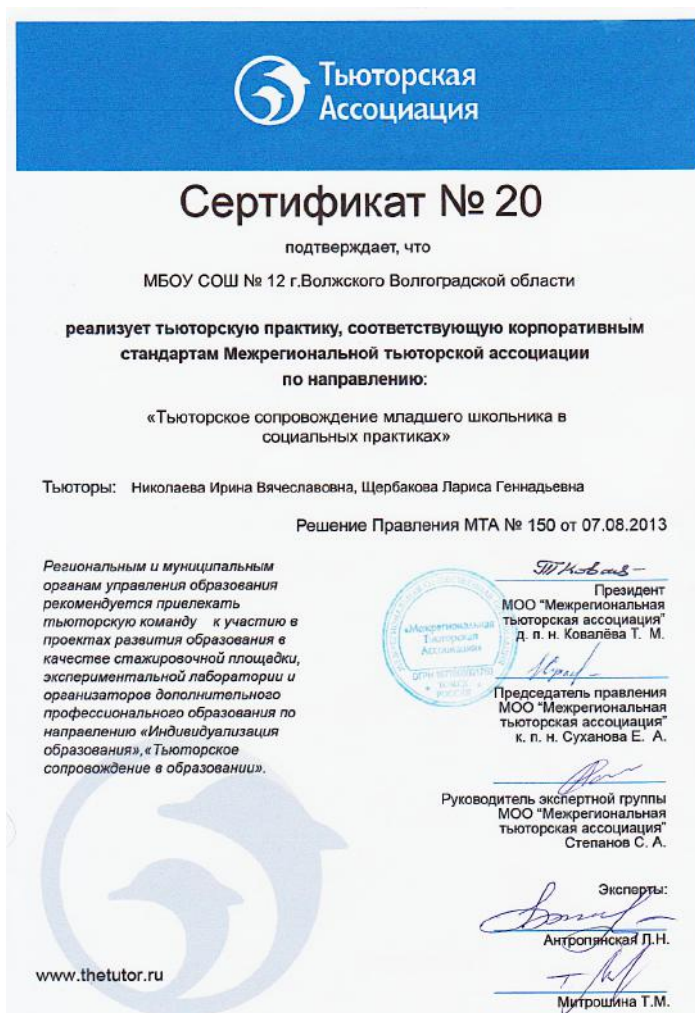 Тьюторская
Ассоциация
Сертификат № 20
подтверждает, что
МБОУ СОШ № 12 г.Волжского Волгоградской области
реализует тьюторскую практику, соответствующую корпоративным
стандартам Межрегиональной тьюторской ассоциации
по направлению:
«Тьюторское сопровождение младшего школьника в
социальных практиках»
Тьюторы: Николаева Ирина Вячеславовна, Щербакова Лариса Геннадьевна
Решение Правления МТА № 150 от 07.08.2013
Региональным и муниципальным
органам управления образования
рекомендуется привлекать
тьюторскую команду к участию в
проектах развития образования в
качестве стажировочной площадки,
экспериментальной лаборатории и
организаторов дополнительного
профессионального образования по
направлению «Индивидуализация
образования»,«Тьюторское
сопровождение в образовании».
«Межрегиональная
Тьюторская
Ассоциация»
ТОМСК
РОССИЯ
Президент
МОО "Межрегиональная
тьюторская ассоциация"
д. п. н. Ковалёва Т. М.
Председатель правления
МОО "Межрегиональная
тьюторская ассоциация"
к. п. н. Суханова Е. А.
Руководитель экспертной группы
МОО "Межрегиональная
тьюторская ассоциация"
Степанов С. А.
Эксперты:
Антропянская Л.Н.
Митрошина Т.М.
www.thetutor.ru